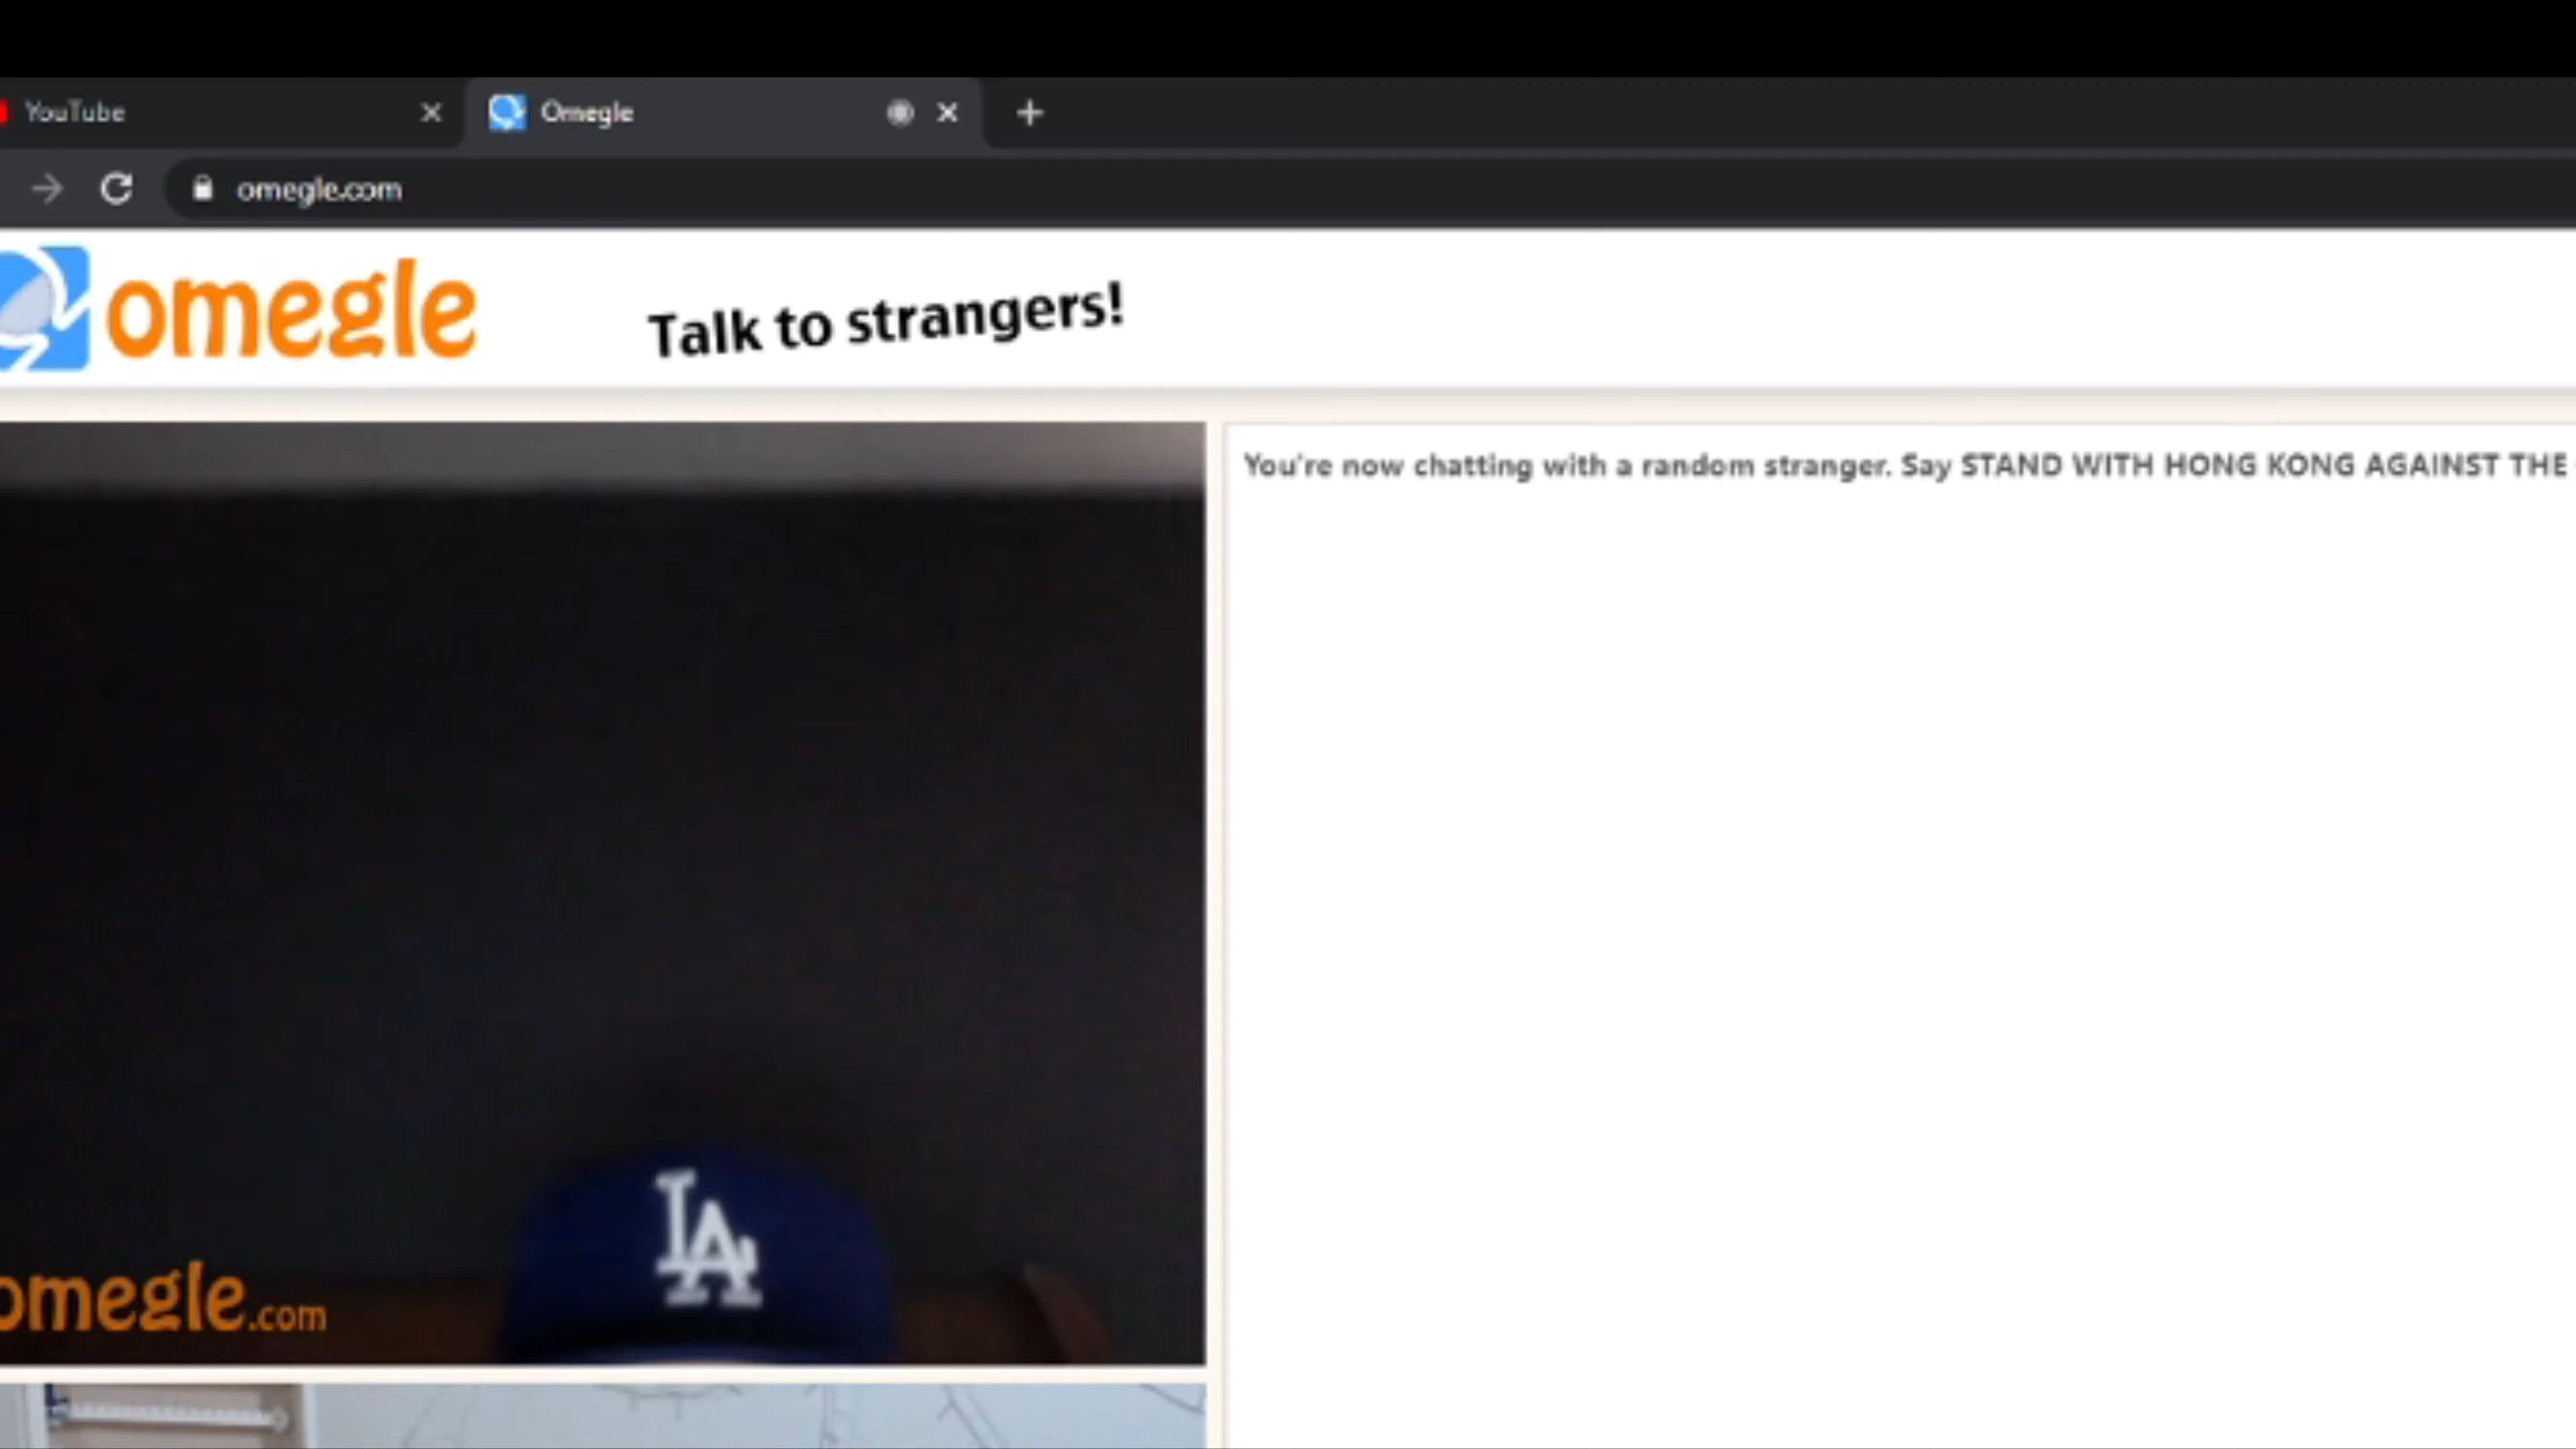 YouTube
Omegle
omegle.com
omegle
Talk to strangers!
You're now chatting with a random stranger. Say STAND WITH HONG KONG AGAINST THE
LA
omegle.com